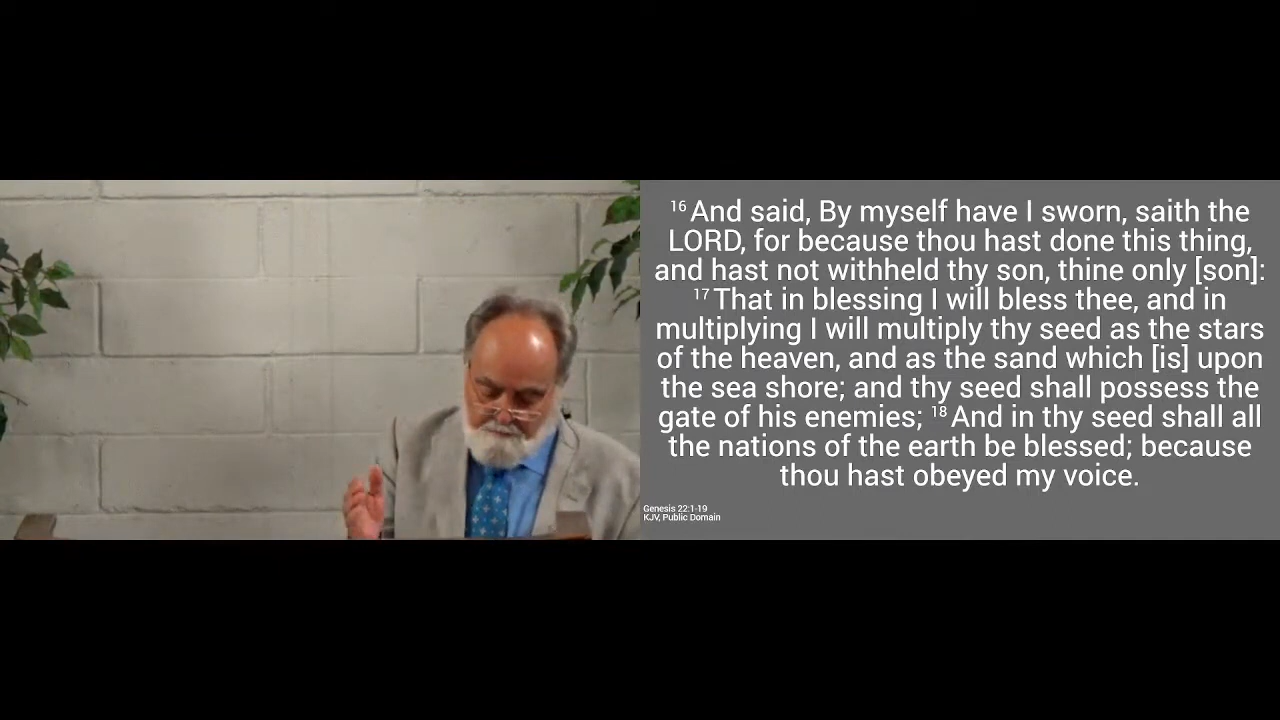 16 And said, By myself have I sworn, saith the
LORD, for because thou hast done this thing,
and hast not withheld thy son, thine only [son]:
17 That in blessing I will bless thee, and in
multiplying I will multiply thy seed as the stars
of the heaven, and as the sand which [is] upon
the sea shore; and thy seed shall possess the
gate of his enemies; 18 And in thy seed shall all
the nations of the earth be blessed; because
thou hast obeyed my voice.
Genesis 22:1-19
KJV, Public Domain